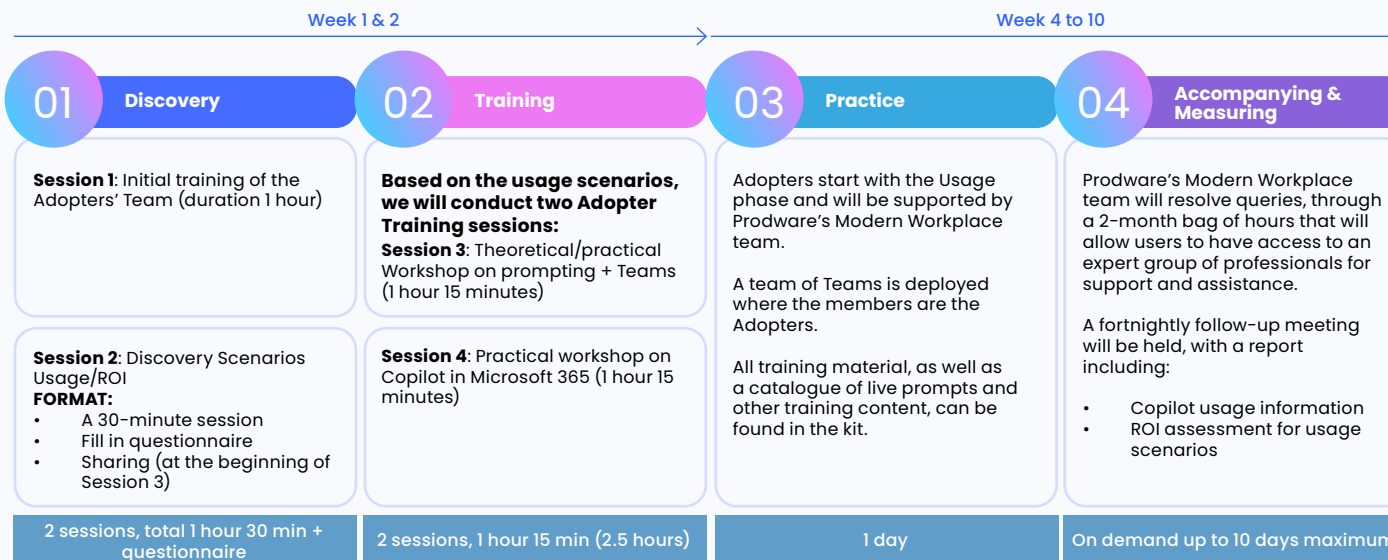 Week 1 & 2
Week 4 to 10
01
Discovery
02
Training
03
Practice
04
Accompanying &
Measuring
Session 1: Initial training of the
Adopters’ Team (duration 1 hour)
Session 2: Discovery Scenarios
Usage/ROI
FORMAT:
• A 30-minute session
• Fill in questionnaire
• Sharing (at the beginning of
Session 3)
2 sessions, total 1 hour 30 min +
questionnaire
Based on the usage scenarios,
we will conduct two Adopter
Training sessions:
Session 3: Theoretical/practical
Workshop on prompting + Teams
(1 hour 15 minutes)
Session 4: Practical workshop on
Copilot in Microsoft 365 (1 hour 15
minutes)
2 sessions, 1 hour 15 min (2.5 hours)
Adopters start with the Usage
phase and will be supported by
Prodware’s Modern Workplace
team.
A team of Teams is deployed
where the members are the
Adopters.
All training material, as well as
a catalogue of live prompts and
other training content, can be
found in the kit.
1 day
Prodware’s Modern Workplace
team will resolve queries, through
a 2-month bag of hours that will
allow users to have access to an
expert group of professionals for
support and assistance.
A fortnightly follow-up meeting
will be held, with a report
including:
• Copilot usage information
• ROI assessment for usage
scenarios
On demand up to 10 days maximum